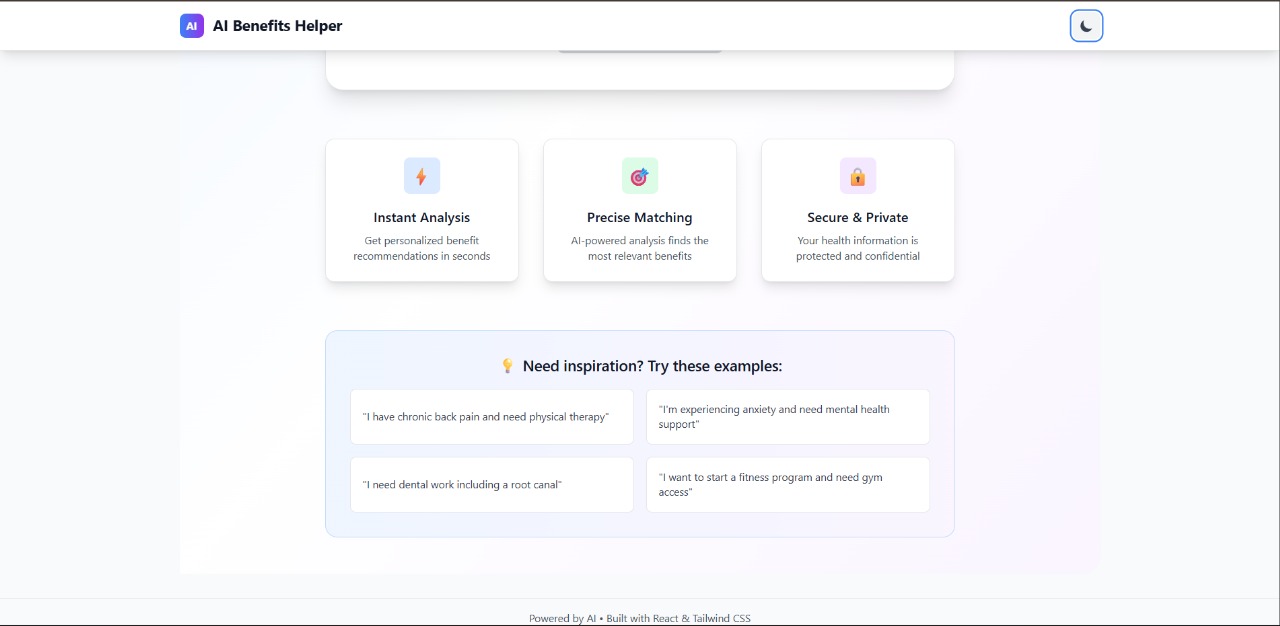 AI AI Benefits Helper
Instant Analysis
Get personalized benefit
recommendations in seconds
Precise Matching
AI-powered analysis finds the
most relevant benefits
Secure & Private
Your health information is
protected and confidential
Need inspiration? Try these examples:
"I have chronic back pain and need physical therapy"
"I'm experiencing anxiety and need mental health
support"
"I need dental work including a root canal"
"I want to start a fitness program and need gym
access"
Powered by AI • Built with React & Tailwind CSS